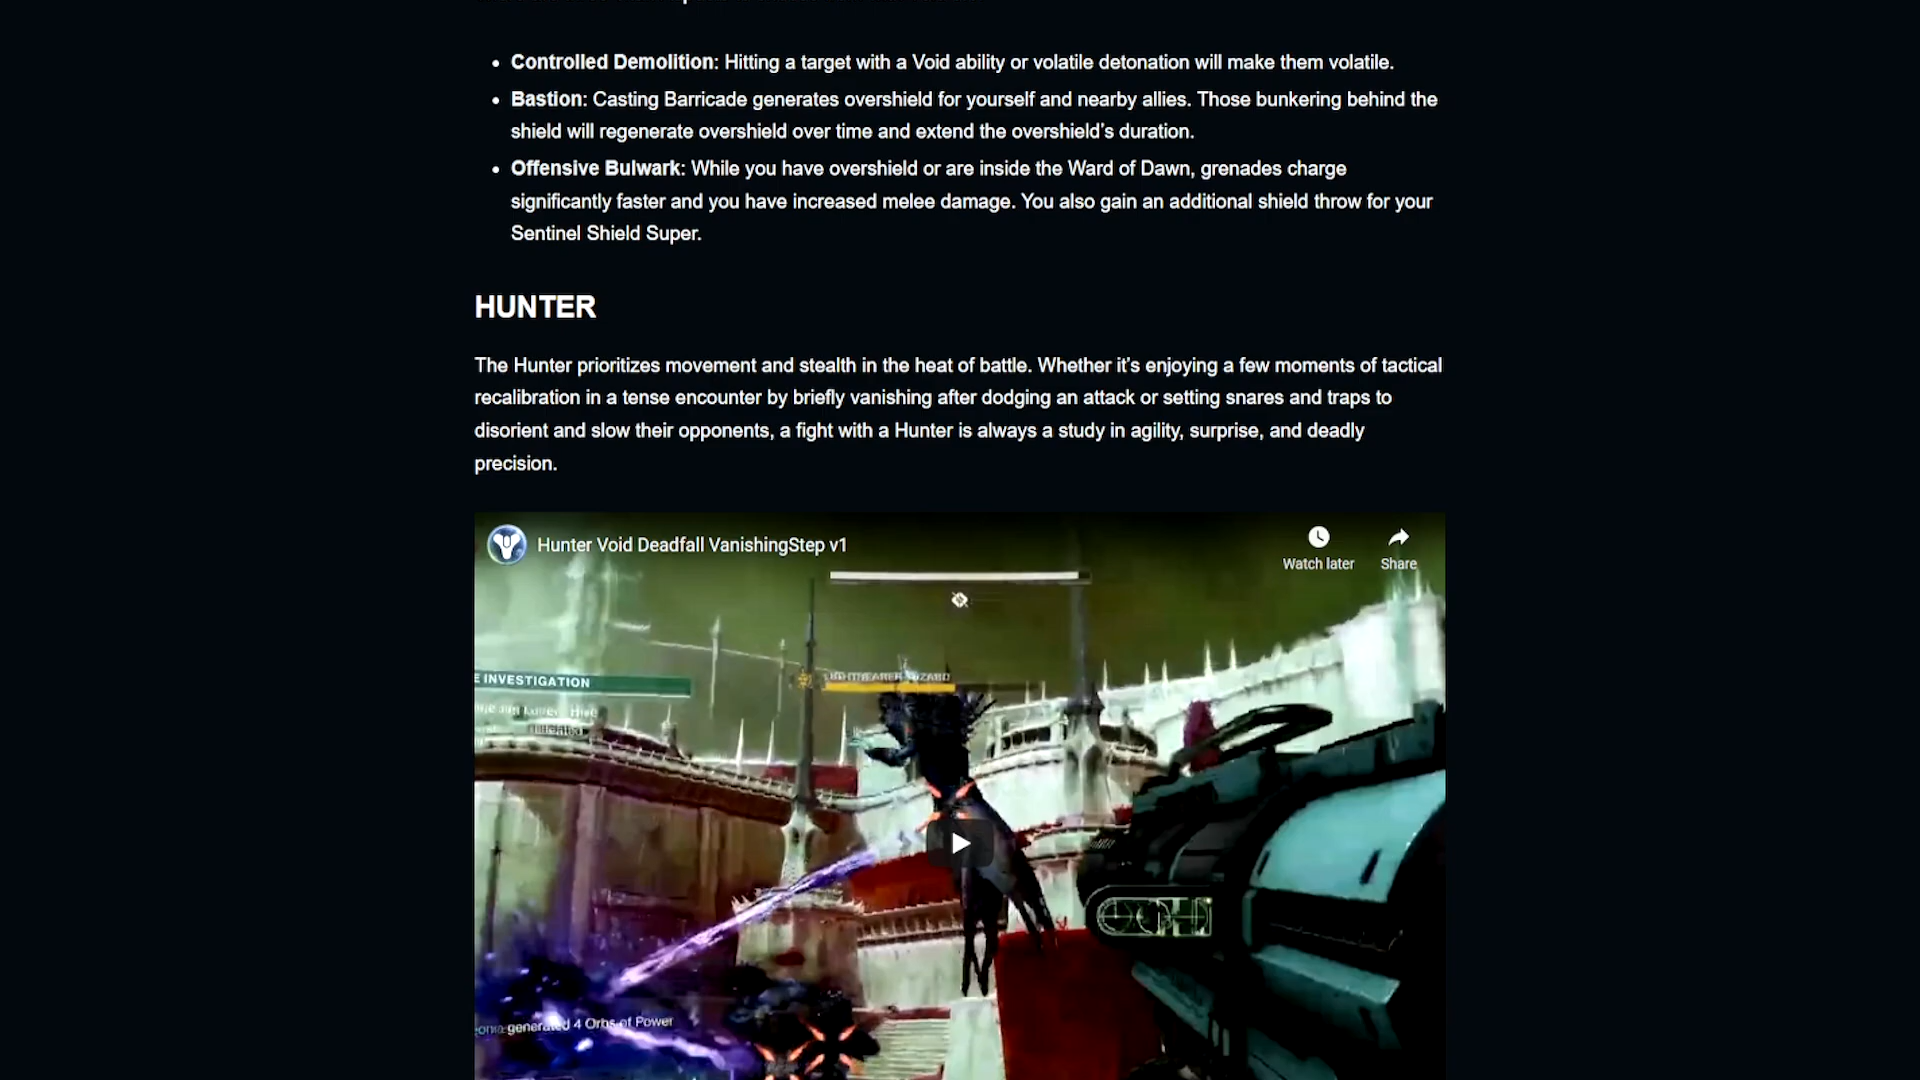 Controlled Demolition: Hitting a target with a Void ability or volatile detonation will make them volatile.
Bastion: Casting Barricade generates overshield for yourself and nearby allies. Those bunkering behind the
shield will regenerate overshield over time and extend the overshield's duration.
Offensive Bulwark: While you have overshield or are inside the Ward of Dawn, grenades charge
significantly faster and you have increased melee damage. You also gain an additional shield throw for your
Sentinel Shield Super.
HUNTER
The Hunter prioritizes movement and stealth in the heat of battle. Whether it's enjoying a few moments of tactical
recalibration in a tense encounter by briefly vanishing after dodging an attack or setting snares and traps to
disorient and slow their opponents, a fight with a Hunter is always a study in agility, surprise, and deadly
precision.
Hunter Void Deadfall VanishingStep v1
Watch later
Share
LIGHTBEARER WIZARD
E INVESTIGATION
generated 4 Orbs of Power